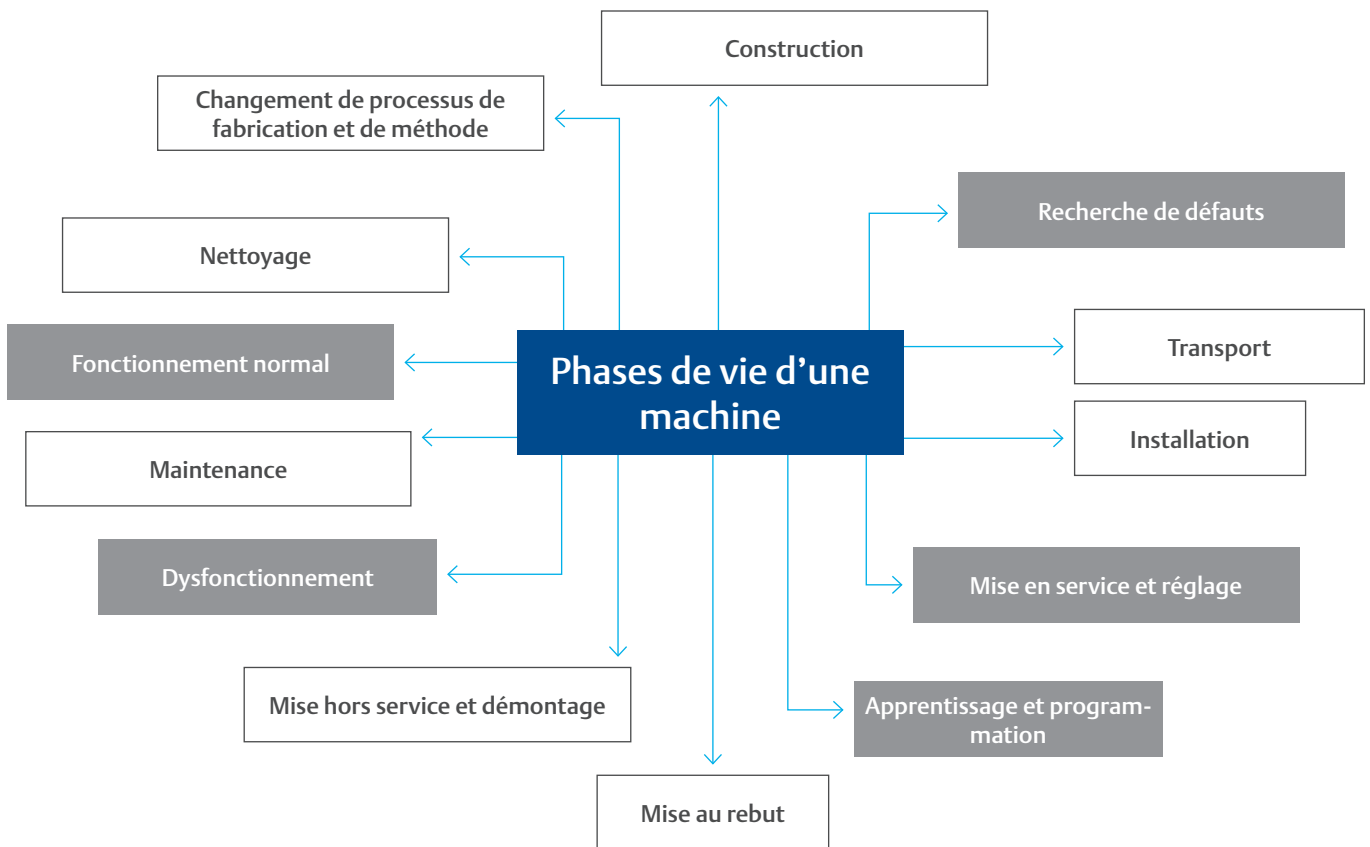 Construction
Changement de processus de
fabrication et de méthode
Recherche de défauts
Nettoyage
Transport
Fonctionnement normal
Phases de vie d’une
machine
Installation
Maintenance
Dysfonctionnement
Mise en service et réglage
Mise hors service et démontage
Apprentissage et program-
mation
Mise au rebut